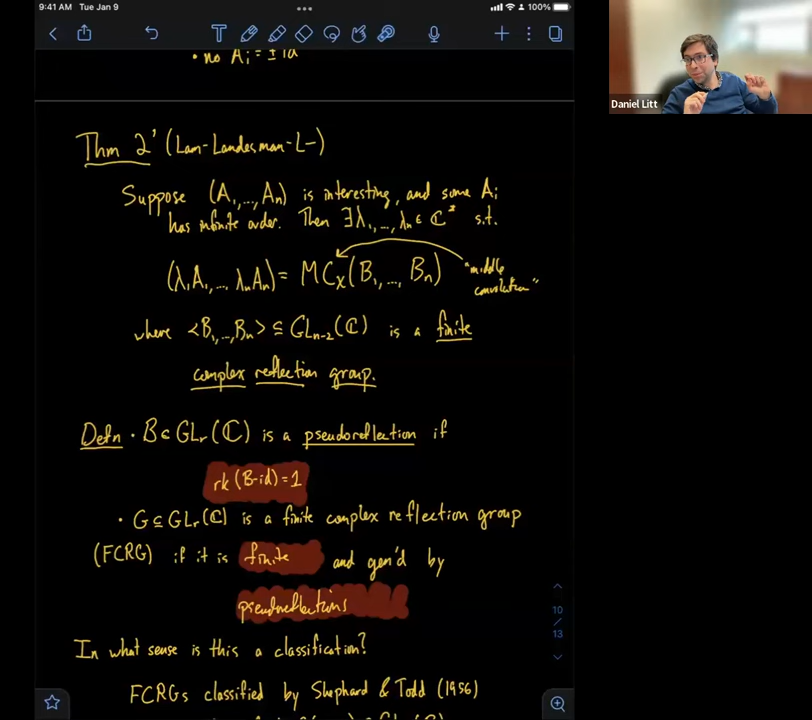 9:41 AM Tue Jan 9
100%
• no Aᵢ = ± id
Thm 2' (Lam-Landesman-L-)
Suppose (A₁,..., Aₙ) is interesting, and some Aᵢ
has infinite order. Then ∃λ₁,..., λₙ ∈ ℂˣ s.t.
(λ₁A₁,..., λₙAₙ) = MC_χ(B₁,..., Bₙ)
"middle
convolution"
where <B₁,..,Bₙ> ⊆ GLₙ₋₂(ℂ) is a finite
complex reflection group.
Defn • B ∈ GLᵣ(ℂ) is a pseudoreflection if
rk(B-id)=1
• G ⊆ GLᵣ(ℂ) is a finite complex reflection group
(FCRG) if it is finite and gen'd by
pseudoreflections
In what sense is this a classification?
FCRGs classified by Shephard & Todd (1956)
10
/
13
Daniel Litt